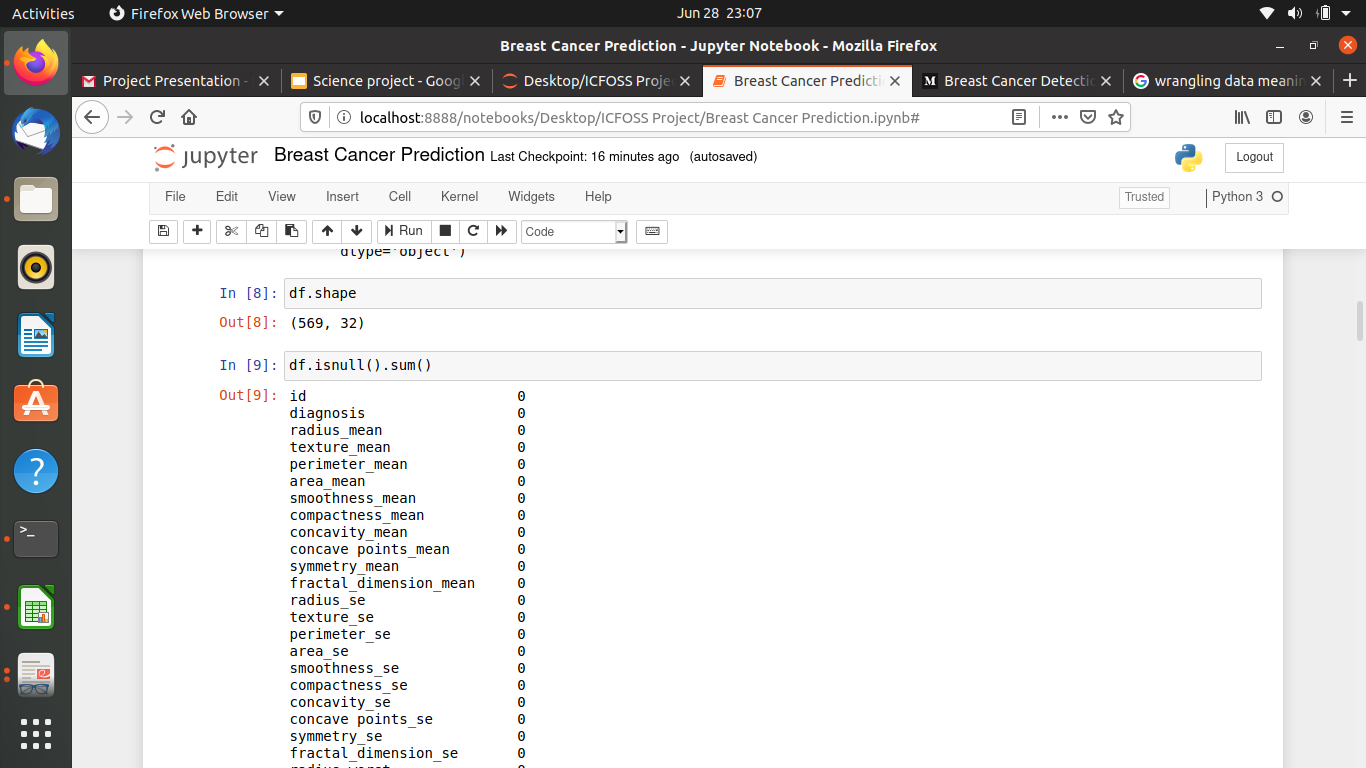 Activities Firefox Web Browser Jun 28 23:07
Breast Cancer Prediction - Jupyter Notebook - Mozilla Firefox
Project Presentation - Science project - Goog Desktop/ICFOSS Proje Breast Cancer Predicti M Breast Cancer Detecti wrangling data meanin
localhost:8888/notebooks/Desktop/ICFOSS Project/Breast Cancer Prediction.ipynb#
jupyter Breast Cancer Prediction Last Checkpoint: 16 minutes ago (autosaved) Logout
File Edit View Insert Cell Kernel Widgets Help Trusted Python 3
Run Code
dtype='object')
In [8]: df.shape
Out[8]: (569, 32)
In [9]: df.isnull().sum()
Out[9]: id 0
diagnosis 0
radius_mean 0
texture_mean 0
perimeter_mean 0
area_mean 0
smoothness_mean 0
compactness_mean 0
concavity_mean 0
concave points_mean 0
symmetry_mean 0
fractal_dimension_mean 0
radius_se 0
texture_se 0
perimeter_se 0
area_se 0
smoothness_se 0
compactness_se 0
concavity_se 0
concave points_se 0
symmetry_se 0
fractal_dimension_se 0